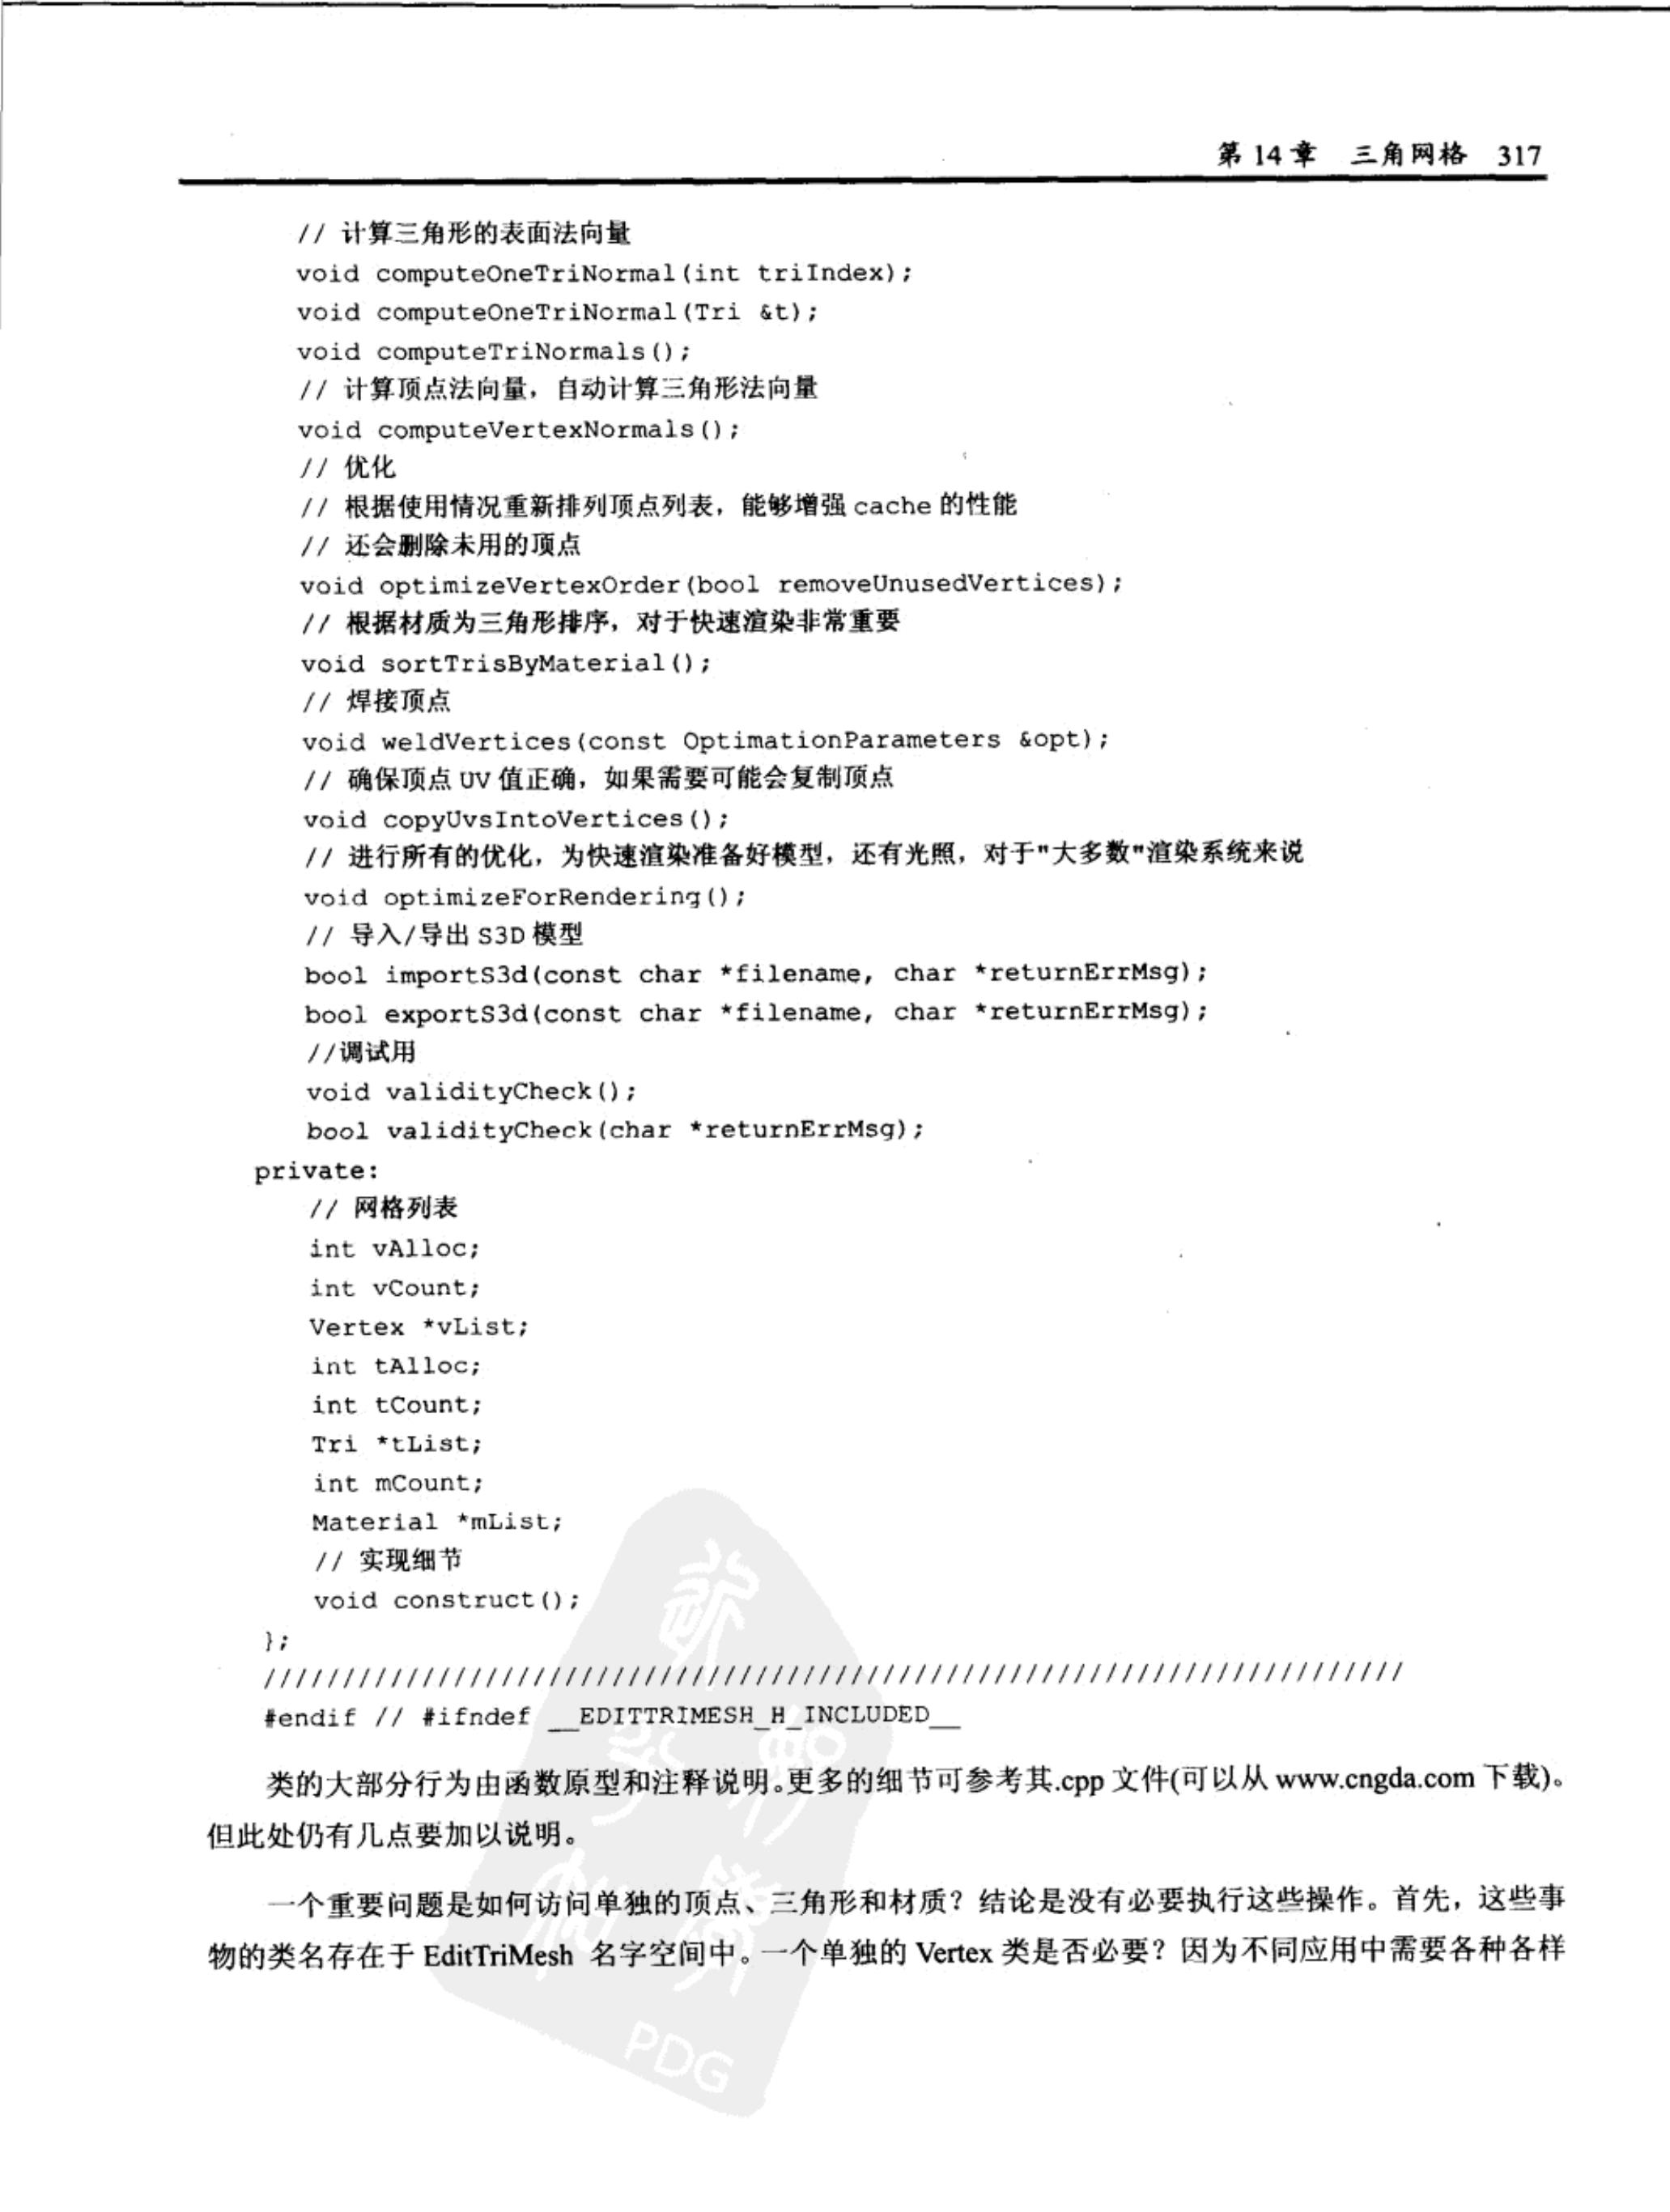 第 14 章 三角网格 317
// 计算三角形的表面法向量
void computeOneTriNormal(int triIndex);
void computeOneTriNormal(Tri &t);
void computeTriNormals();
// 计算顶点法向量，自动计算三角形法向量
void computeVertexNormals();
// 优化
// 根据使用情况重新排列顶点列表，能够增强 cache 的性能
// 还会删除未用的顶点
void optimizeVertexOrder(bool removeUnusedVertices);
// 根据材质为三角形排序，对于快速渲染非常重要
void sortTrisByMaterial();
// 焊接顶点
void weldVertices(const OptimationParameters &opt);
// 确保顶点 UV 值正确，如果需要可能会复制顶点
void copyUvsIntoVertices();
// 进行所有的优化，为快速渲染准备好模型，还有光照，对于"大多数"渲染系统来说
void optimizeForRendering();
// 导入/导出 S3D 模型
bool importS3d(const char *filename, char *returnErrMsg);
bool exportS3d(const char *filename, char *returnErrMsg);
//调试用
void validityCheck();
bool validityCheck(char *returnErrMsg);
private:
// 网格列表
int vAlloc;
int vCount;
Vertex *vList;
int tAlloc;
int tCount;
Tri *tList;
int mCount;
Material *mList;
// 实现细节
void construct();
};
////////////////////////////////////////////////////////////////////////
#endif // #ifndef __EDITTRIMESH_H_INCLUDED__
类的大部分行为由函数原型和注释说明。更多的细节可参考其.cpp 文件(可以从 www.cngda.com 下载)。
但此处仍有几点要加以说明。
一个重要问题是如何访问单独的顶点、三角形和材质？结论是没有必要执行这些操作。首先，这些事
物的类名存在于 EditTriMesh 名字空间中。一个单独的 Vertex 类是否必要？因为不同应用中需要各种各样
PDG